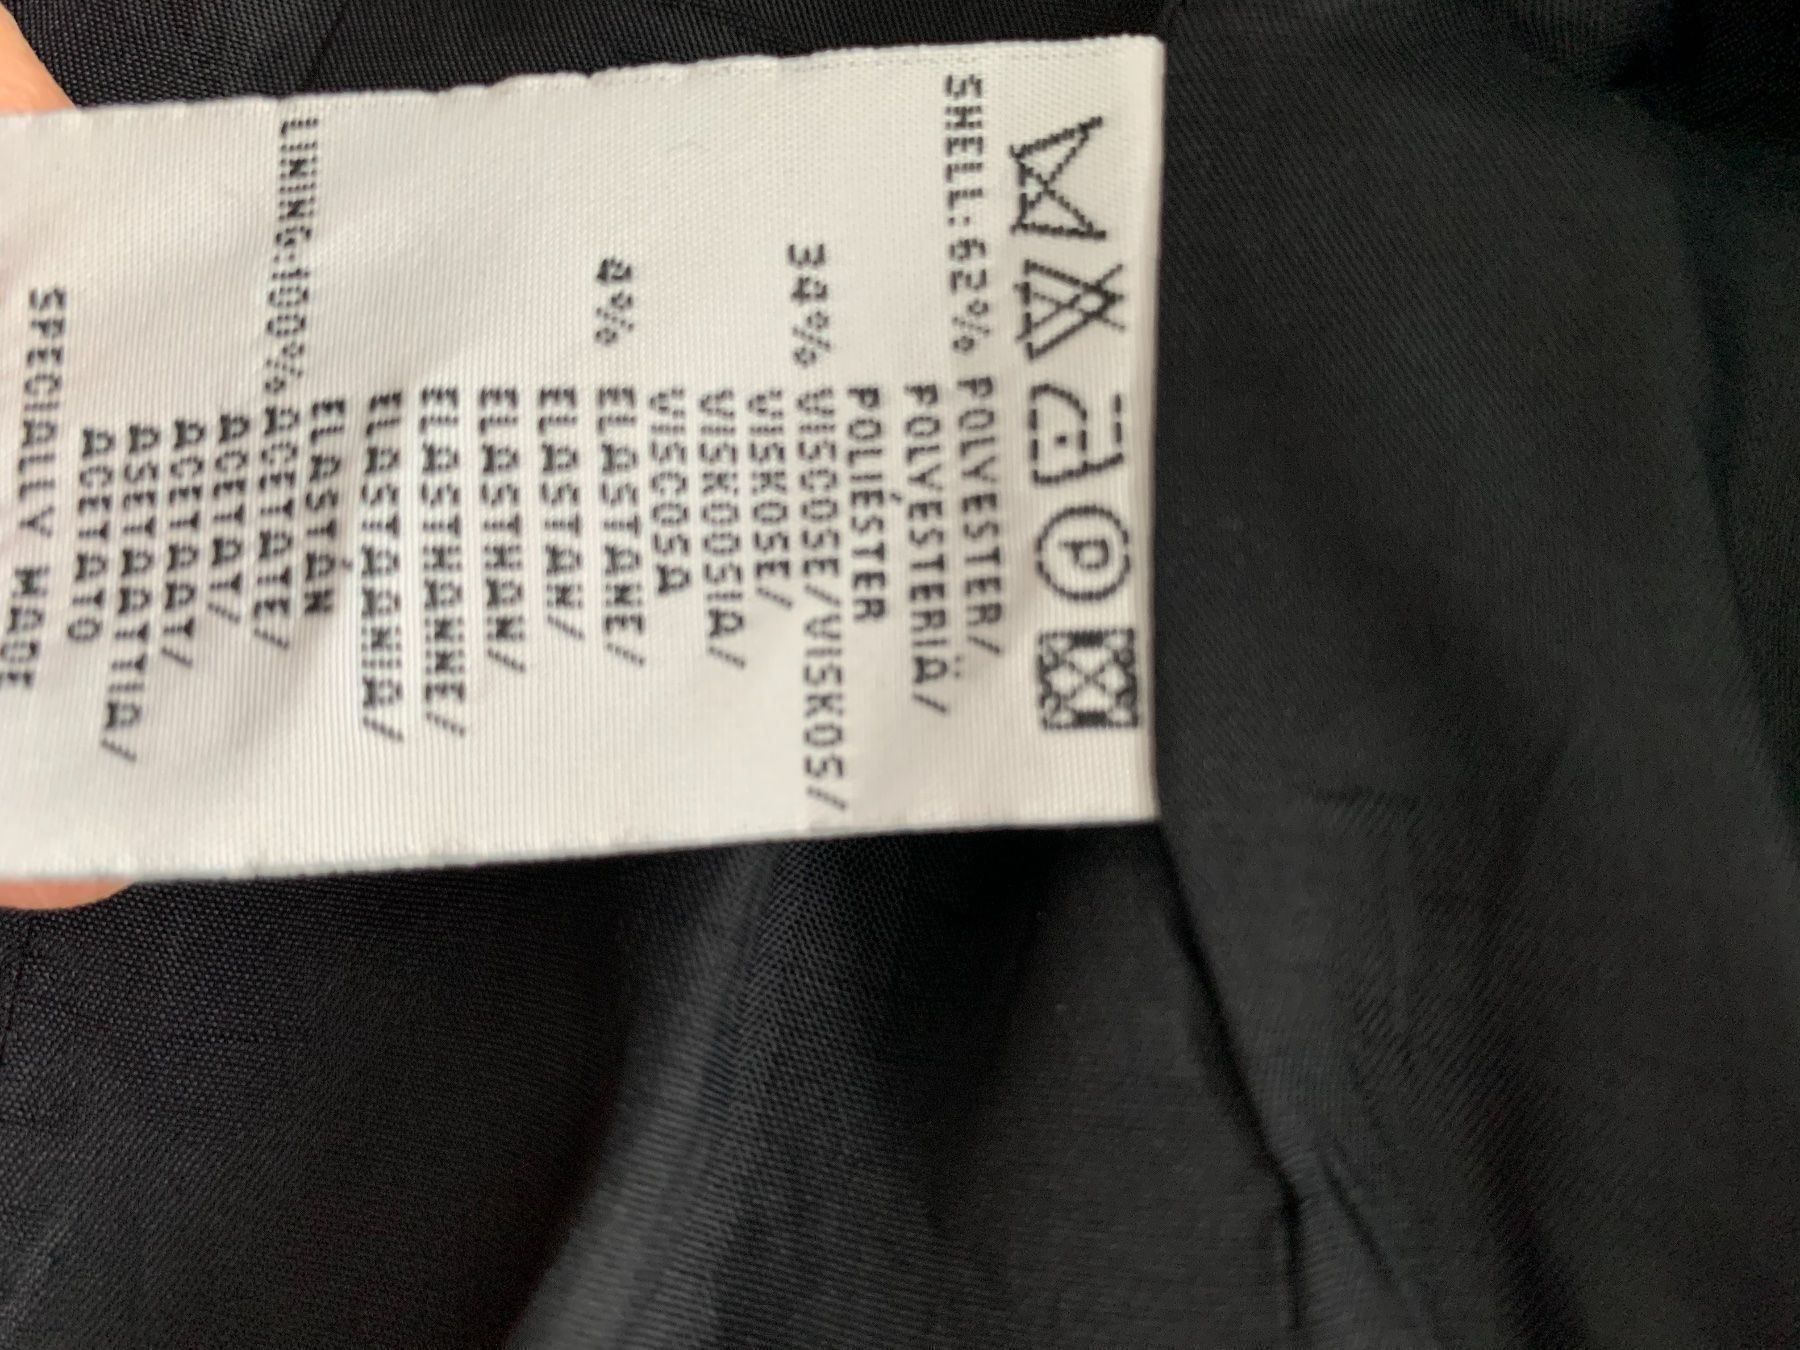 P
SHELL:62% POLYESTER/
POLYESTERIÄ/
POLIÉSTER
34% VISCOSE/VISKOS/
VISKOSE/
VISKOOSIA/
VISCOSA
4% ELASTANE/
ELASTAN/
ELASTHAN/
ELASTHANNE/
ELASTAANIA/
ELASTÁN
LINING:100% ACETATE/
ACETAT/
ACETAAT/
ASETAATTIA/
ACETATO
SPECIALLY MADE